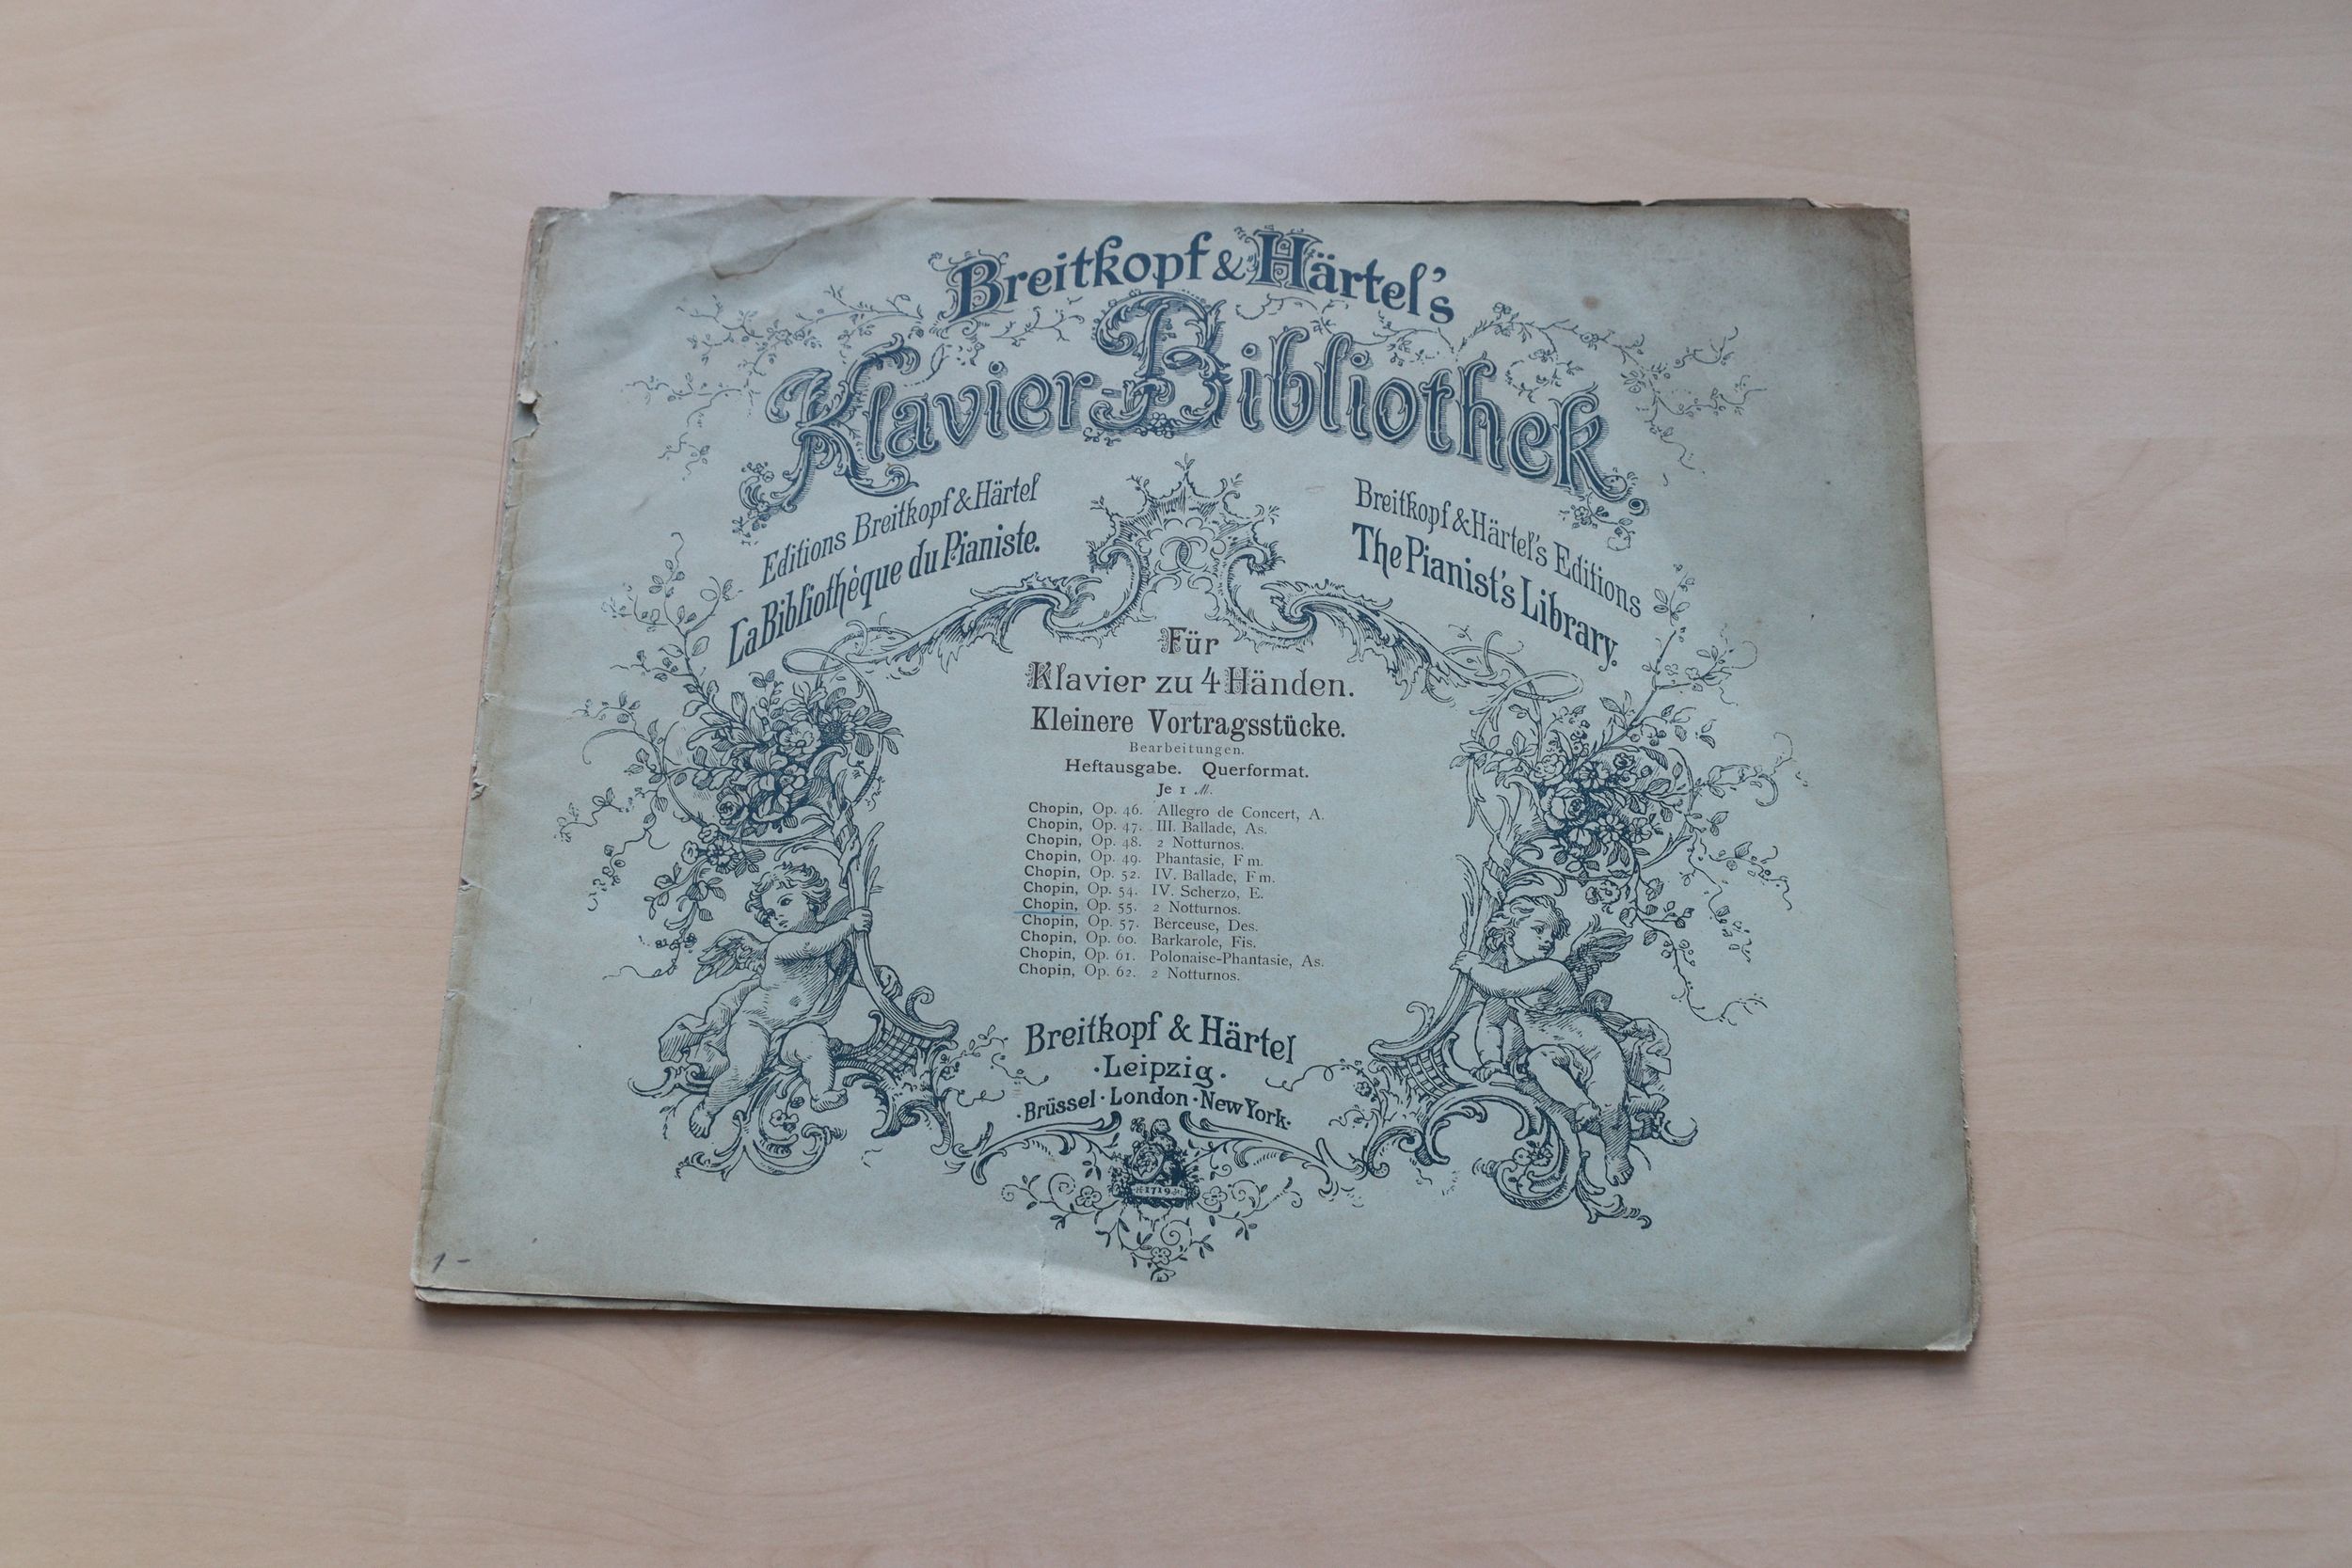 Breitkopf & Härtel's
Klavier-Bibliothek.
Editions Breitkopf & Härtel
La Bibliothèque du Pianiste.
Breitkopf & Härtel's Editions
The Pianist's Library.
Für
Klavier zu 4 Händen.
Kleinere Vortragsstücke.
Bearbeitungen.
Heftausgabe. Querformat.
Je 1 M.
Chopin, Op. 46. Allegro de Concert, A.
Chopin, Op. 47. III. Ballade, As.
Chopin, Op. 48. 2 Notturnos.
Chopin, Op. 49. Phantasie, F m.
Chopin, Op. 52. IV. Ballade, F m.
Chopin, Op. 54. IV. Scherzo, E.
Chopin, Op. 55. 2 Notturnos.
Chopin, Op. 57. Berceuse, Des.
Chopin, Op. 60. Barkarole, Fis.
Chopin, Op. 61. Polonaise-Phantasie, As.
Chopin, Op. 62. 2 Notturnos.
Breitkopf & Härtel
·Leipzig·
·Brüssel·London·New York·
1719
1 -